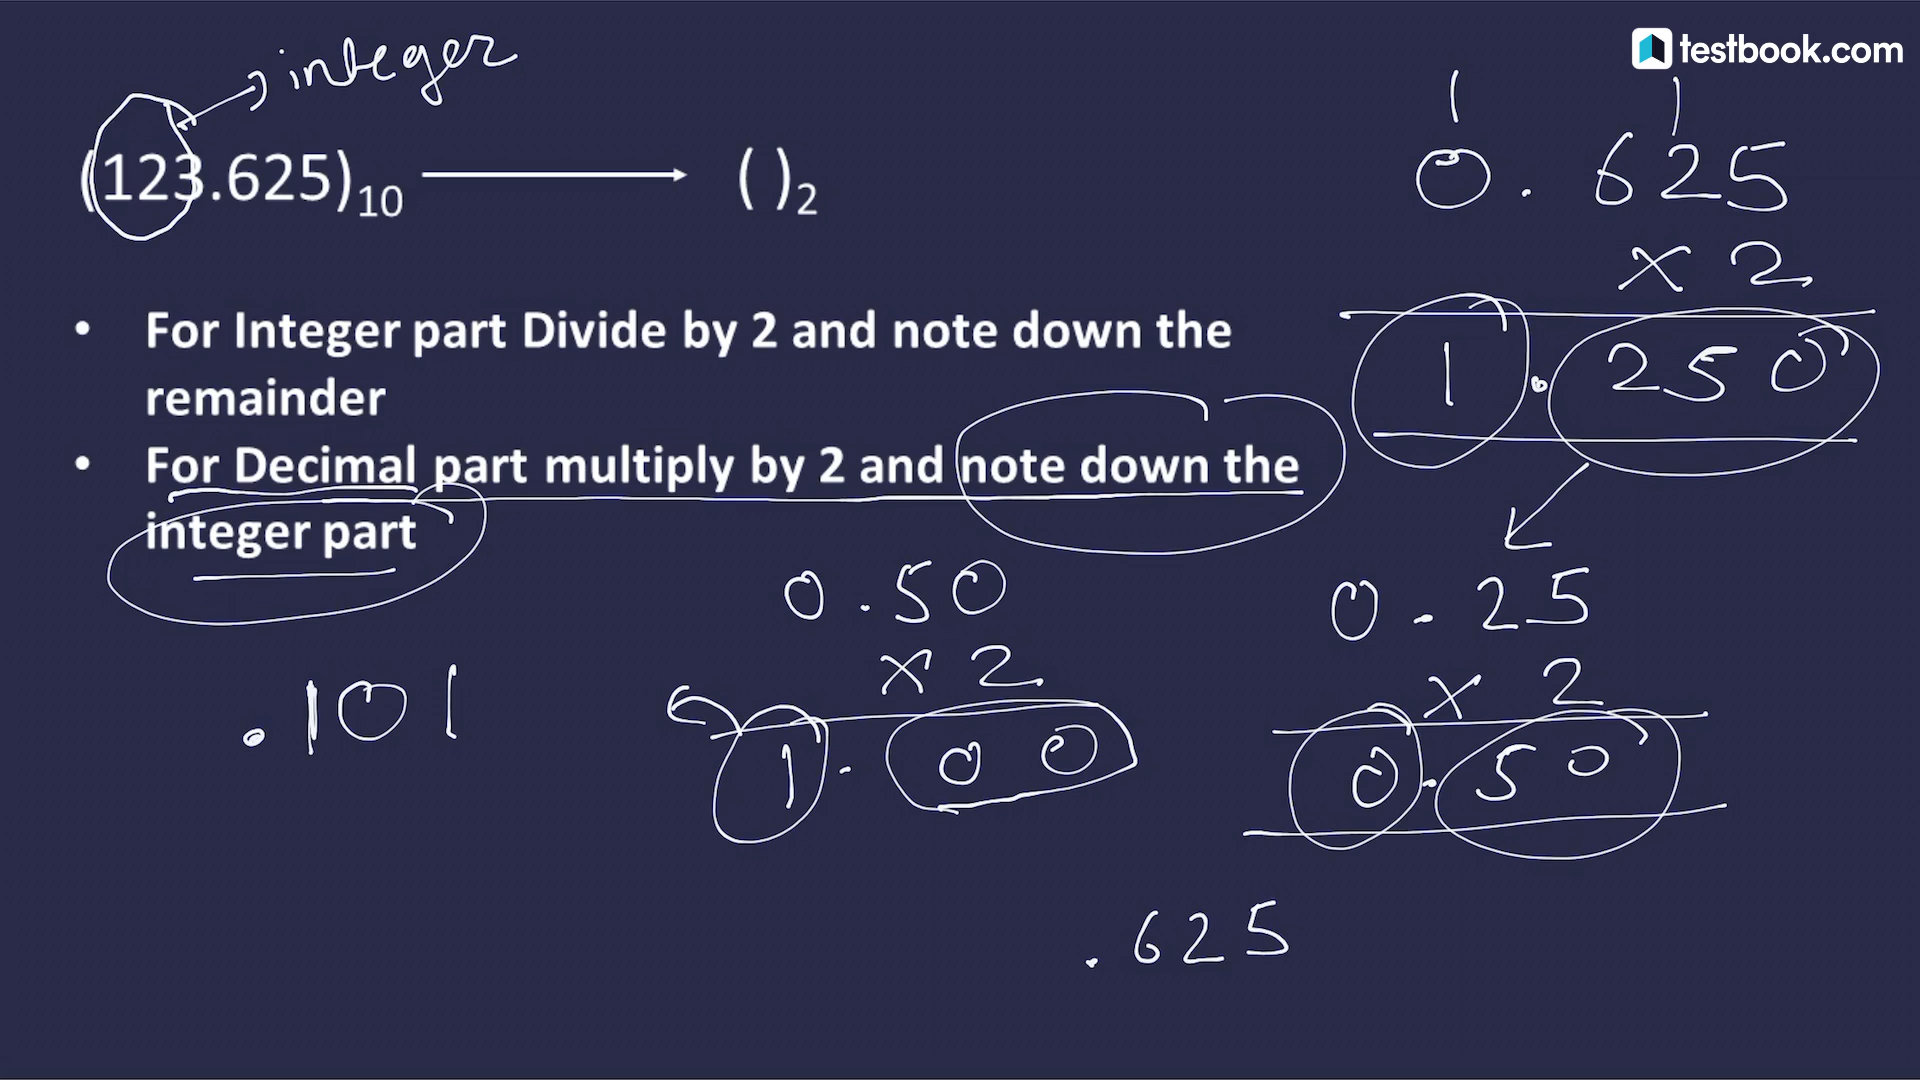 integer
testbook.com
(123.625)10 ( )2
1 1
0.625
x 2
1.250
• For Integer part Divide by 2 and note down the
remainder
• For Decimal part multiply by 2 and note down the
integer part
0.50
x 2
1.00
0.25
x 2
0.50
.101
.625